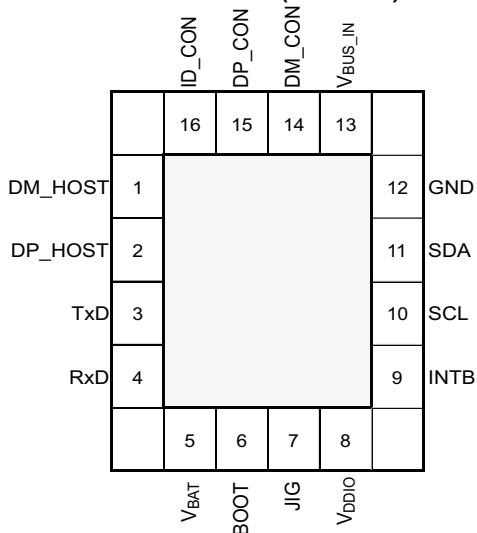 ID_CON
DP_CON
DM_CON
VBUS_IN
16 15 14 13
DM_HOST 1 12 GND
DP_HOST 2 11 SDA
TxD 3 10 SCL
RxD 4 9 INTB
5 6 7 8
VBAT
BOOT
JIG
VDDIO